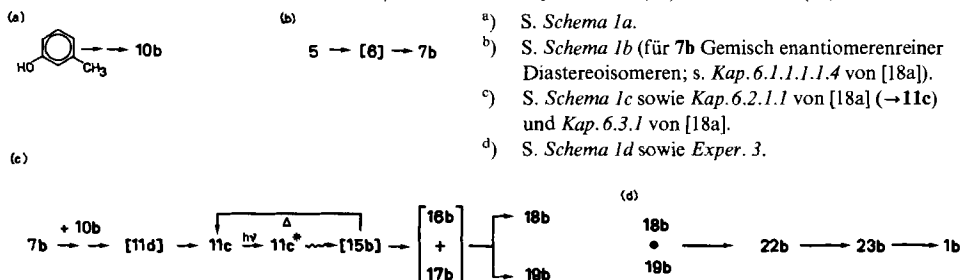 (a)
HO
CH₃
10b
(b)
5 → [6] → 7b
a) S. Schema 1a.
b) S. Schema 1b (für 7b Gemisch enantiomerenreiner
Diastereoisomeren; s. Kap. 6.1.1.1.1.4 von [18a]).
c) S. Schema 1c sowie Kap. 6.2.1.1 von [18a] (→11c)
und Kap. 6.3.1 von [18a].
d) S. Schema 1d sowie Exper. 3.
(c)
7b + 10b → → [11d] → 11c hν → 11c* [15b] → [16b + 17b] → 18b 19b
Δ
(d)
18b • 19b → 22b → 23b → 1b